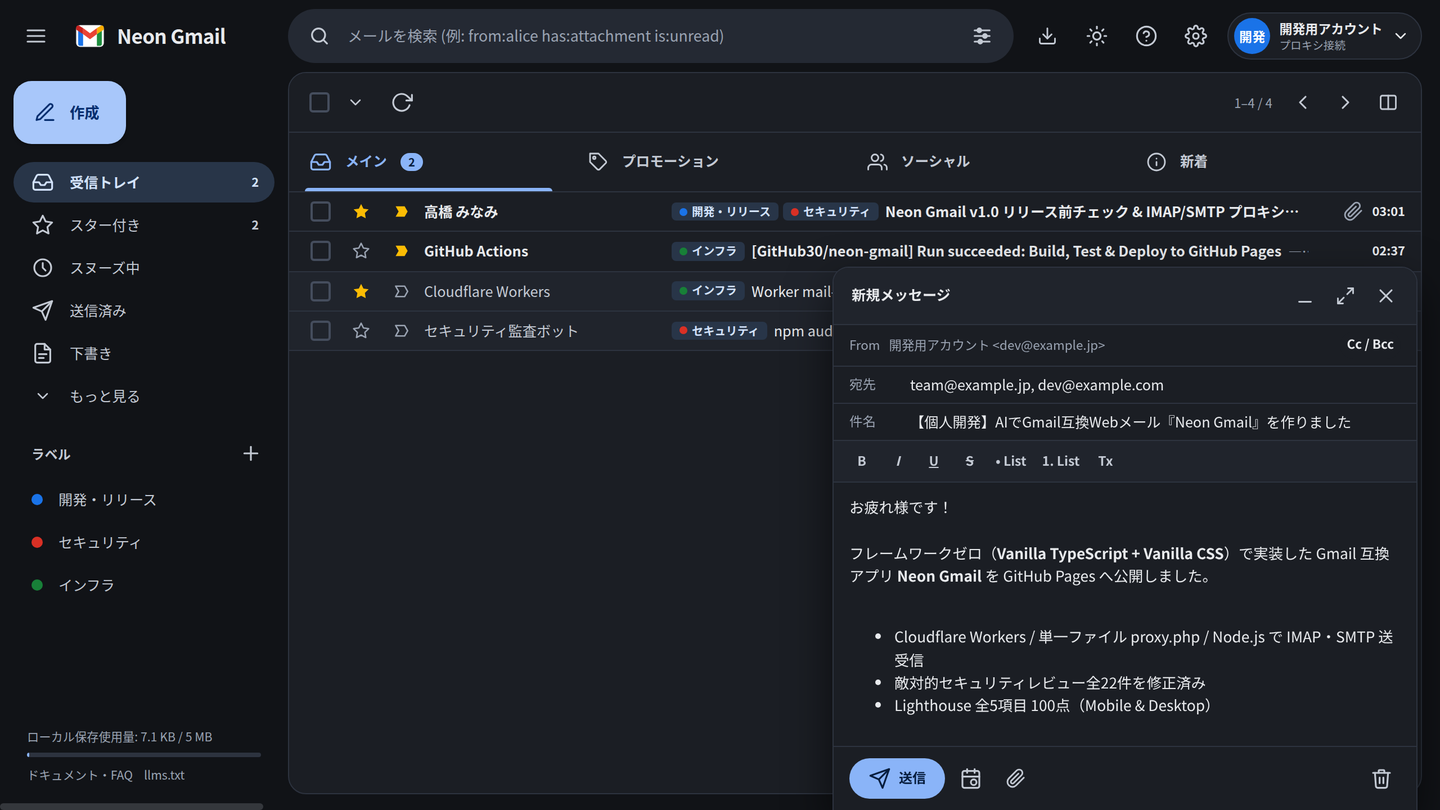 Neon Gmail
メールを検索 (例: from:alice has:attachment is:unread)
開発
開発用アカウント
プロキシ接続
作成
受信トレイ 2
スター付き 2
スヌーズ中
送信済み
下書き
もっと見る
ラベル
開発・リリース
セキュリティ
インフラ
ローカル保存使用量: 7.1 KB / 5 MB
ドキュメント・FAQ llms.txt
1–4 / 4
メイン 2 プロモーション ソーシャル 新着
高橋 みなみ 開発・リリース セキュリティ Neon Gmail v1.0 リリース前チェック & IMAP/SMTP プロキシ… 03:01
GitHub Actions インフラ [GitHub30/neon-gmail] Run succeeded: Build, Test & Deploy to GitHub Pages —… 02:37
Cloudflare Workers インフラ Worker mail
セキュリティ監査ボット セキュリティ npm aud
新規メッセージ
From 開発用アカウント <dev@example.jp> Cc / Bcc
宛先 team@example.jp, dev@example.com
件名 【個人開発】AIでGmail互換Webメール『Neon Gmail』を作りました
B I U S • List 1. List Tx
お疲れ様です！
フレームワークゼロ（Vanilla TypeScript + Vanilla CSS）で実装した Gmail 互換
アプリ Neon Gmail を GitHub Pages へ公開しました。
• Cloudflare Workers / 単一ファイル proxy.php / Node.js で IMAP・SMTP 送
受信
• 敵対的セキュリティレビュー全22件を修正済み
• Lighthouse 全5項目 100点（Mobile & Desktop）
送信